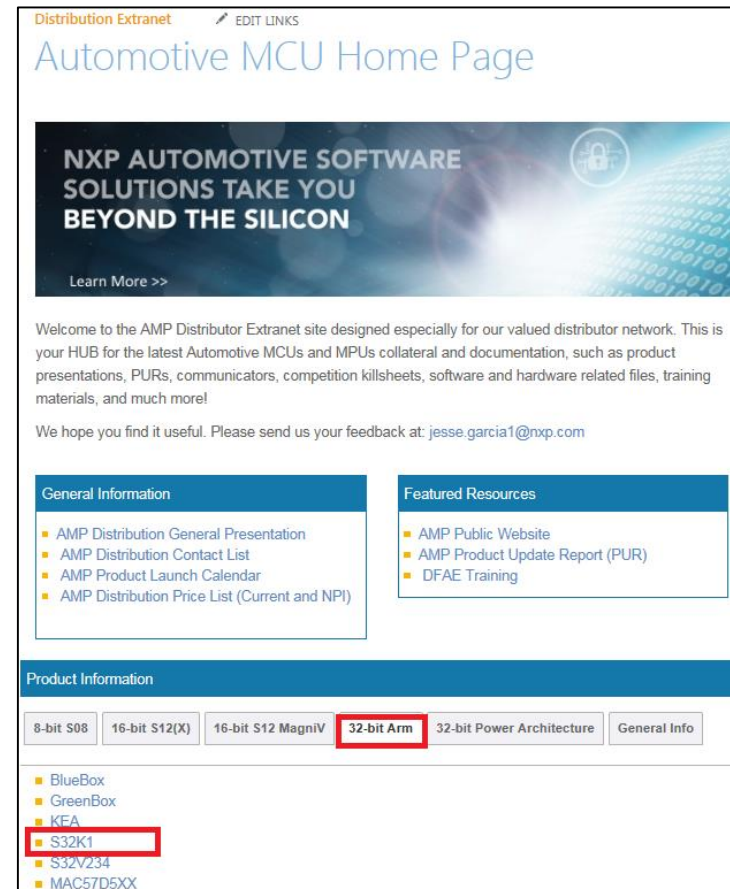 Distribution Extranet EDIT LINKS
Automotive MCU Home Page
NXP AUTOMOTIVE SOFTWARE
SOLUTIONS TAKE YOU
BEYOND THE SILICON
Learn More >>
Welcome to the AMP Distributor Extranet site designed especially for our valued distributor network. This is
your HUB for the latest Automotive MCUs and MPUs collateral and documentation, such as product
presentations, PURs, communicators, competition killsheets, software and hardware related files, training
materials, and much more!
We hope you find it useful. Please send us your feedback at: jesse.garcia1@nxp.com
General Information
AMP Distribution General Presentation
AMP Distribution Contact List
AMP Product Launch Calendar
AMP Distribution Price List (Current and NPI)
Featured Resources
AMP Public Website
AMP Product Update Report (PUR)
DFAE Training
Product Information
8-bit S08 16-bit S12(X) 16-bit S12 MagniV 32-bit Arm 32-bit Power Architecture General Info
BlueBox
GreenBox
KEA
S32K1
S32V234
MAC57D5XX